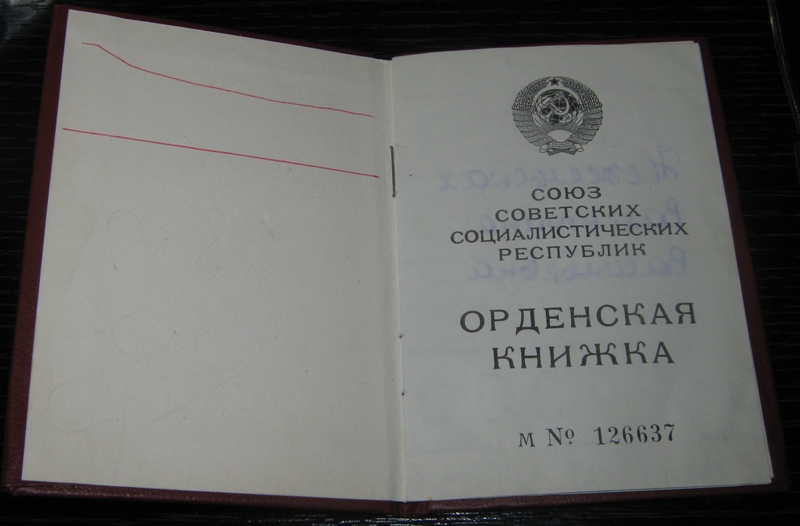 СОЮЗ
СОВЕТСКИХ
СОЦИАЛИСТИЧЕСКИХ
РЕСПУБЛИК
ОРДЕНСКАЯ
КНИЖКА
М № 126637